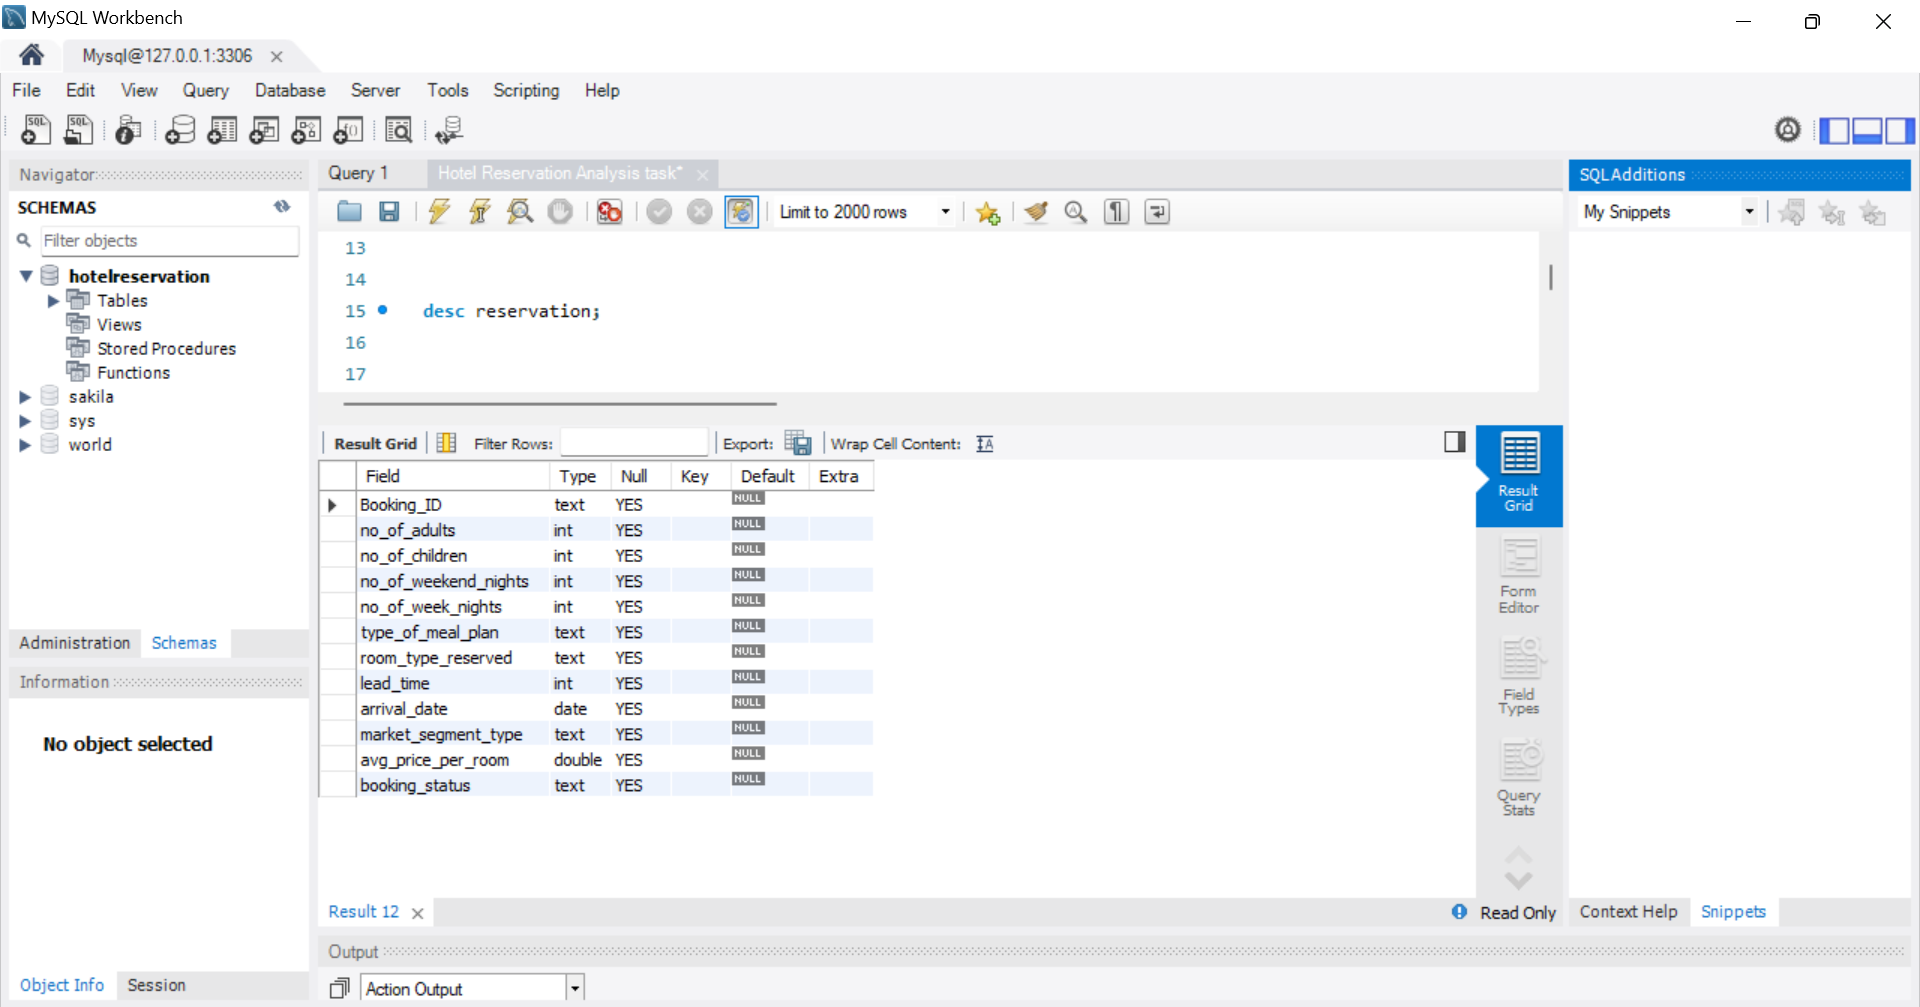 MySQL Workbench
Mysql@127.0.0.1:3306
File Edit View Query Database Server Tools Scripting Help
SQL SQL
Navigator
SCHEMAS
Filter objects
hotelreservation
Tables
Views
Stored Procedures
Functions
sakila
sys
world
Administration Schemas
Information
No object selected
Object Info Session
Query 1 Hotel Reservation Analysis task*
Limit to 2000 rows
13
14
15 desc reservation;
16
17
Result Grid Filter Rows: Export: Wrap Cell Content: IA
Field Type Null Key Default Extra
Booking_ID text YES NULL
no_of_adults int YES NULL
no_of_children int YES NULL
no_of_weekend_nights int YES NULL
no_of_week_nights int YES NULL
type_of_meal_plan text YES NULL
room_type_reserved text YES NULL
lead_time int YES NULL
arrival_date date YES NULL
market_segment_type text YES NULL
avg_price_per_room double YES NULL
booking_status text YES NULL
Result
Grid
Form
Editor
Field
Types
Query
Stats
Result 12 Read Only
Output
Action Output
SQLAdditions
My Snippets
Context Help Snippets